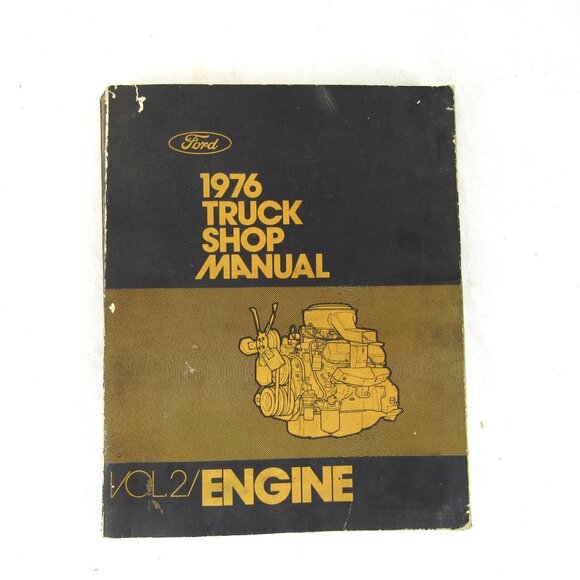 Ford
1976
TRUCK
SHOP
MANUAL
VOL.2/ENGINE